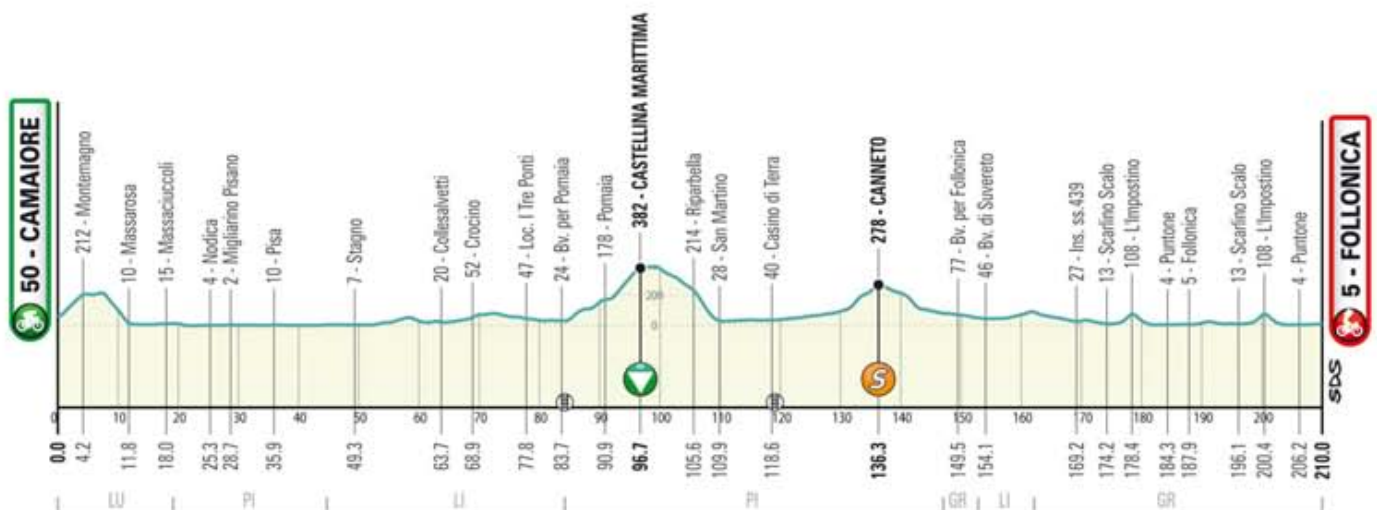 50 - CAMAIORE
212 - Montemagno
10 - Massarosa
15 - Massaciuccoli
4 - Nodica
2 - Migliarino Pisano
10 - Pisa
7 - Stagno
20 - Collesalvetti
52 - Crocino
47 - Loc. I Tre Ponti
24 - Bv. per Pomaia
178 - Pomaia
382 - CASTELLINA MARITTIMA
214 - Riparbella
28 - San Martino
40 - Casino di Terra
278 - CANNETO
77 - Bv. per Follonica
46 - Bv. di Suvereto
27 - Ins. ss.439
13 - Scarlino Scalo
108 - L'Impostino
4 - Puntone
5 - Follonica
13 - Scarlino Scalo
108 - L'Impostino
4 - Puntone
5 - FOLLONICA
200
0
S
SDS
0 10 20 30 40 50 60 70 80 90 100 110 120 130 140 150 160 170 180 190 200
0.0 4.2 11.8 18.0 25.3 28.7 35.9 49.3 63.7 68.9 77.8 83.7 90.9 96.7 105.6 109.9 118.6 136.3 149.5 154.1 169.2 174.2 178.4 184.3 187.9 196.1 200.4 206.2 210.0
LU PI LI PI GR LI GR